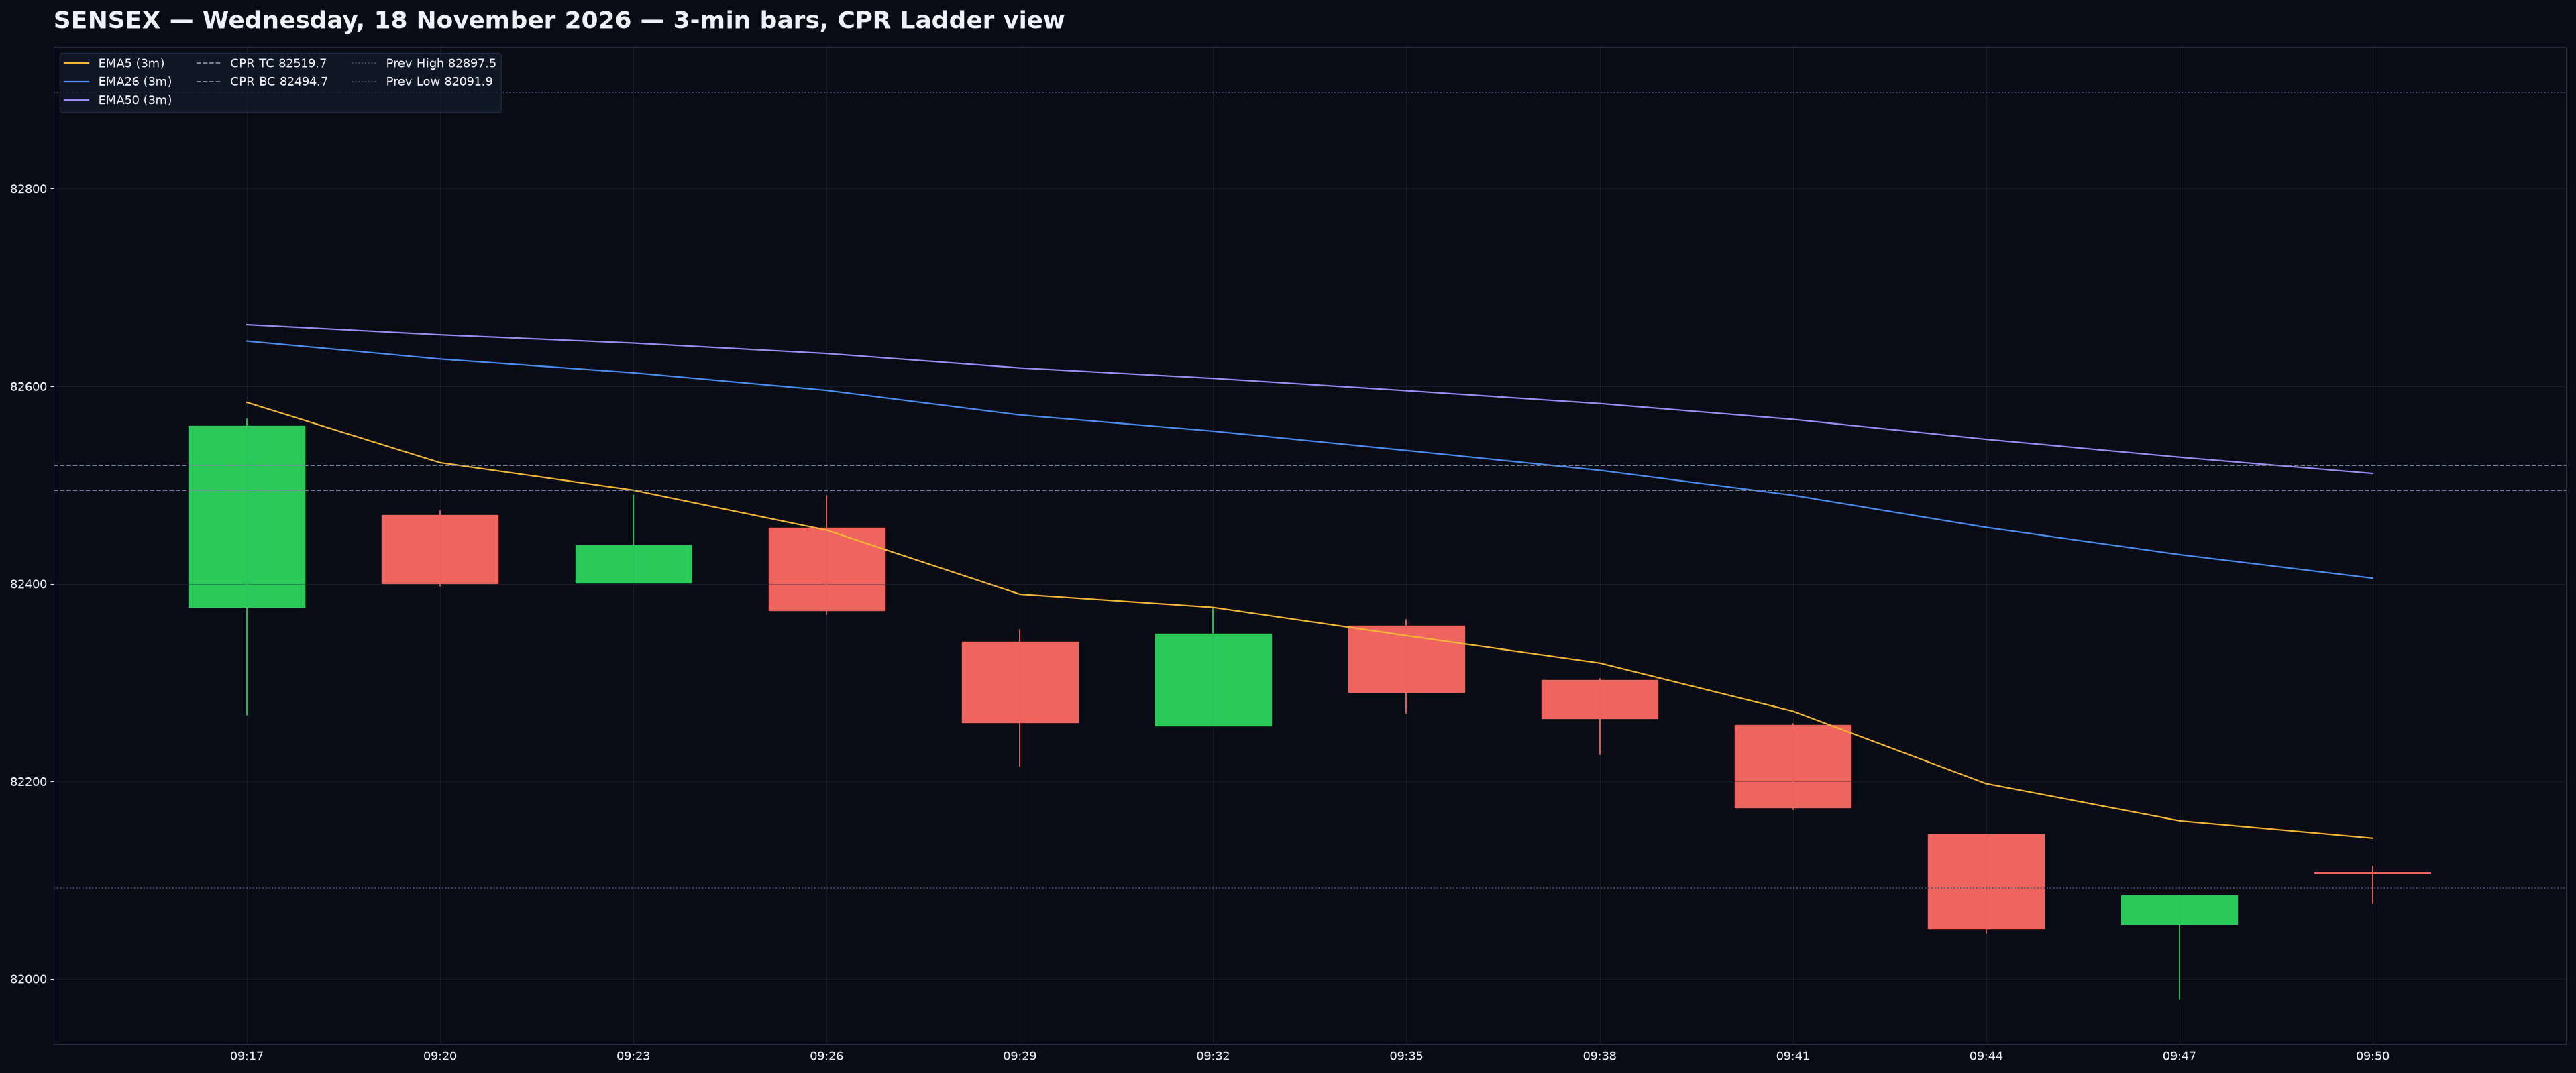 SENSEX — Wednesday, 18 November 2026 — 3-min bars, CPR Ladder view
EMA5 (3m)
EMA26 (3m)
EMA50 (3m)
CPR TC 82519.7
CPR BC 82494.7
Prev High 82897.5
Prev Low 82091.9
82800
82600
82400
82200
82000
09:17 09:20 09:23 09:26 09:29 09:32 09:35 09:38 09:41 09:44 09:47 09:50